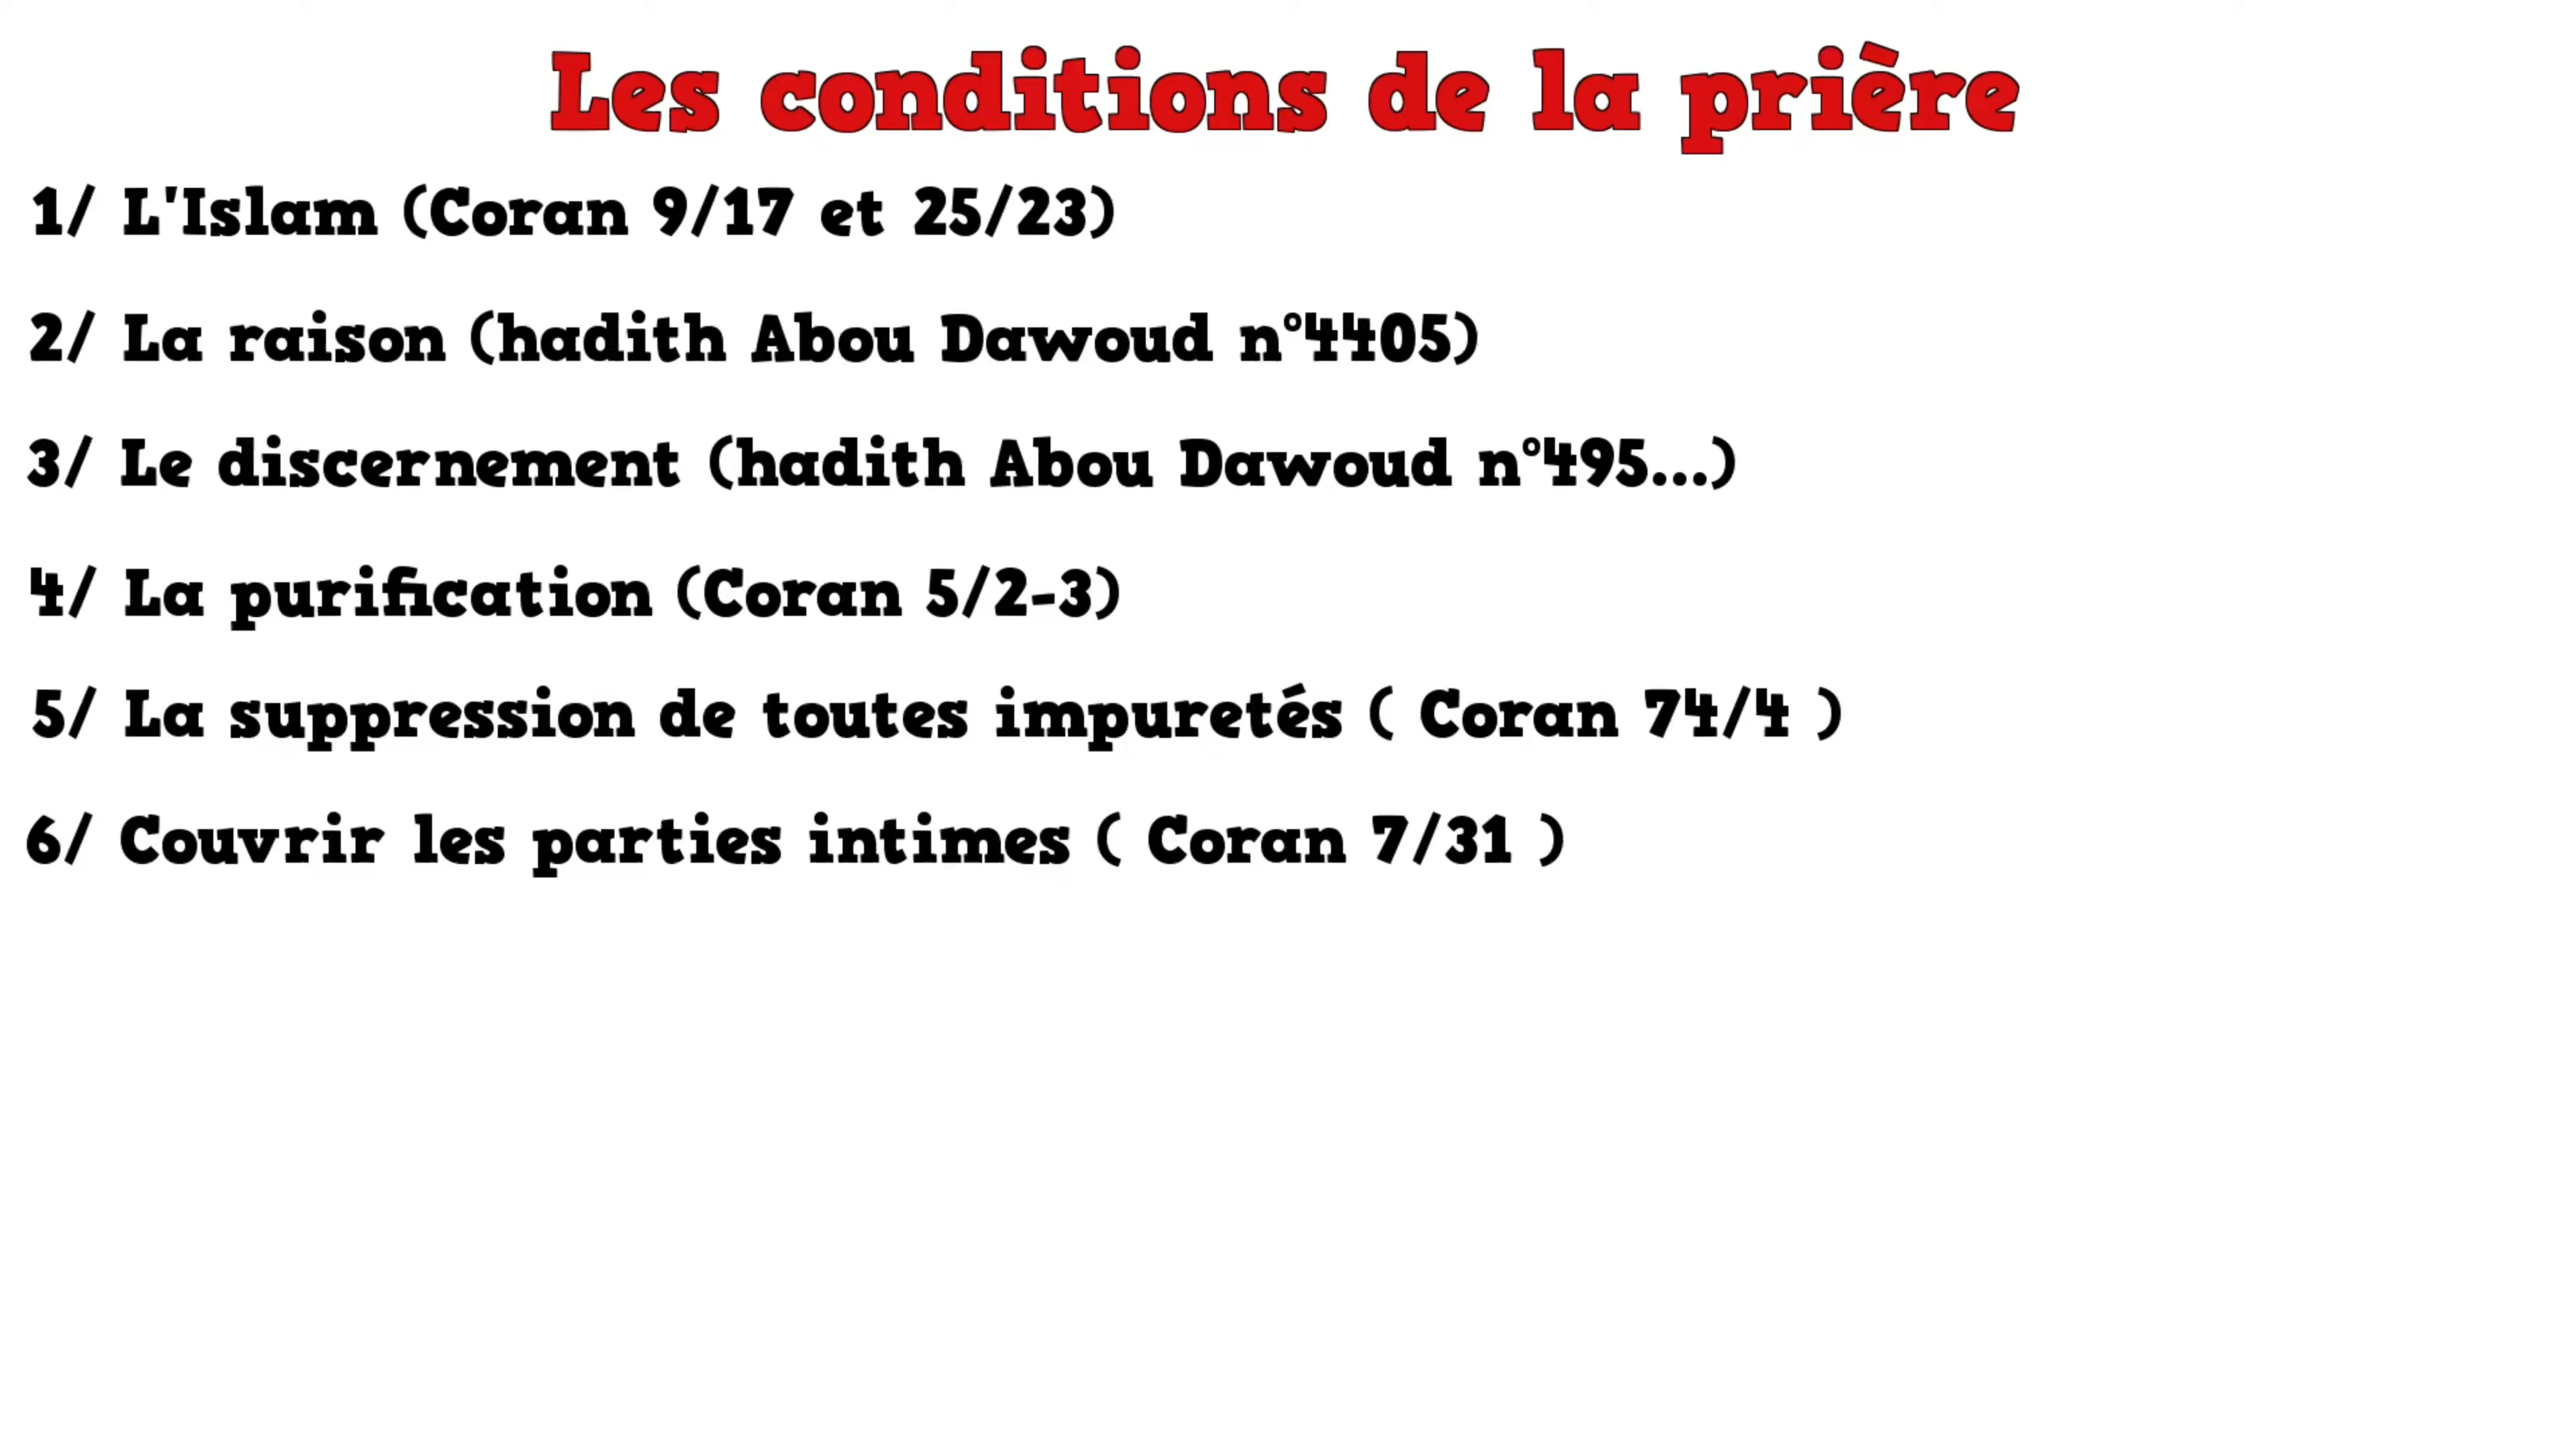 Les conditions de la prière
1/ L'Islam (Coran 9/17 et 25/23)
2/ La raison (hadith Abou Dawoud n°4405)
3/ Le discernement (hadith Abou Dawoud n°495...)
4/ La purification (Coran 5/2-3)
5/ La suppression de toutes impuretés ( Coran 74/4 )
6/ Couvrir les parties intimes ( Coran 7/31 )